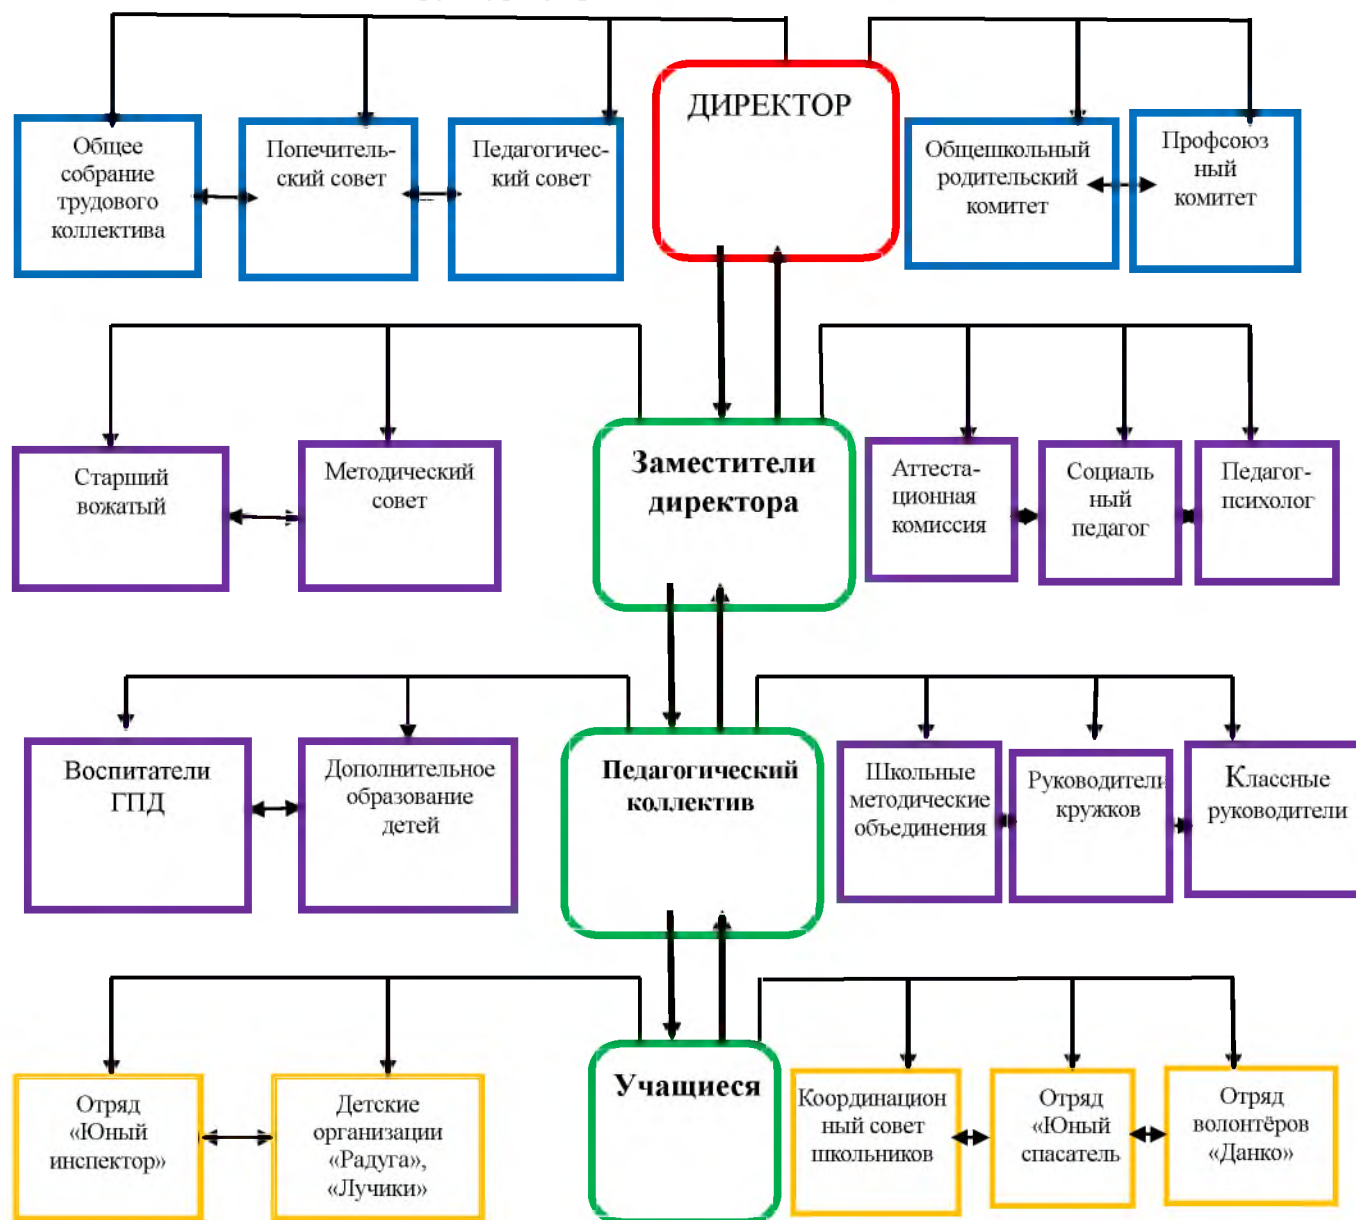 ДИРЕКТОР
Общее
собрание
трудового
коллектива
Попечитель-
ский совет
Педагогичес-
кий совет
Общешкольный
родительский
комитет
Профсоюз
ный
комитет
Старший
вожатый
Методический
совет
Заместители
директора
Аттеста-
ционная
комиссия
Социаль
ный
педагог
Педагог-
психолог
Воспитатели
ГПД
Дополнительное
образование
детей
Педагогический
коллектив
Школьные
методические
объединения
Руководители
кружков
Классные
руководители
Отряд
«Юный
инспектор»
Детские
организации
«Радуга»,
«Лучики»
Учащиеся
Координацион
ный совет
школьников
Отряд
«Юный
спасатель
Отряд
волонтёров
«Данко»